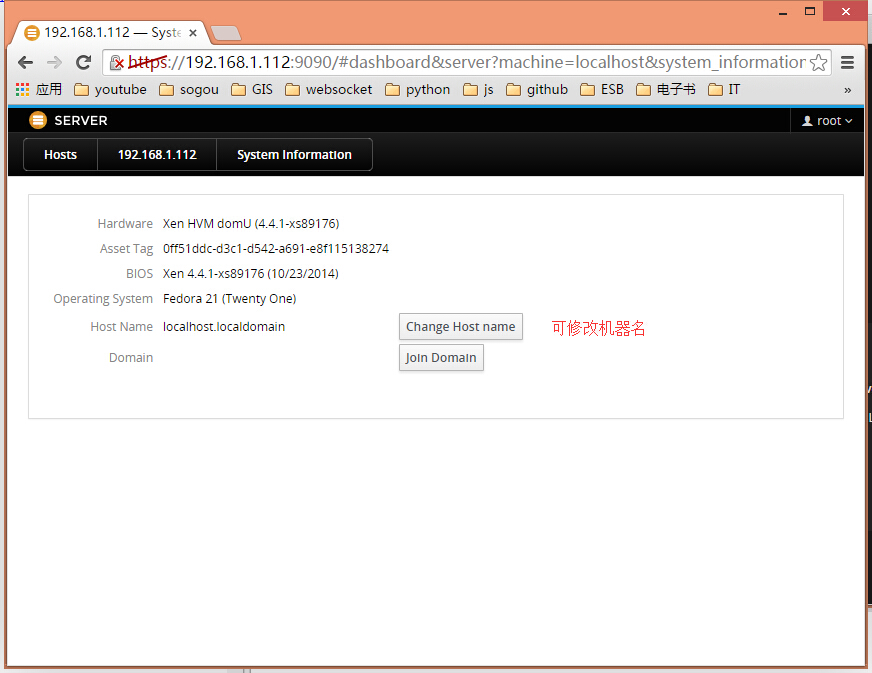 192.168.1.112 — Syste
https://192.168.1.112:9090/#dashboard&server?machine=localhost&system_information
应用 youtube sogou GIS websocket python js github ESB 电子书 IT »
SERVER root
Hosts 192.168.1.112 System Information
Hardware Xen HVM domU (4.4.1-xs89176)
Asset Tag 0ff51ddc-d3c1-d542-a691-e8f115138274
BIOS Xen 4.4.1-xs89176 (10/23/2014)
Operating System Fedora 21 (Twenty One)
Host Name localhost.localdomain Change Host name 可修改机器名
Domain Join Domain